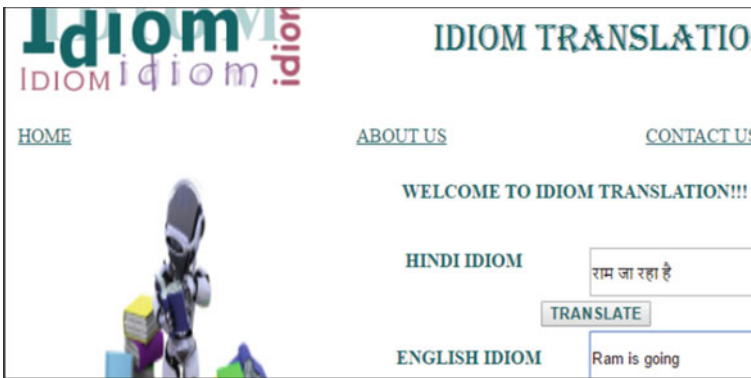 IDIOM
Idiom
IDIOM idiom idiom
IDIOM TRANSLATIO
HOME ABOUT US CONTACT US
WELCOME TO IDIOM TRANSLATION!!!
HINDI IDIOM राम जा रहा है
TRANSLATE
ENGLISH IDIOM Ram is going